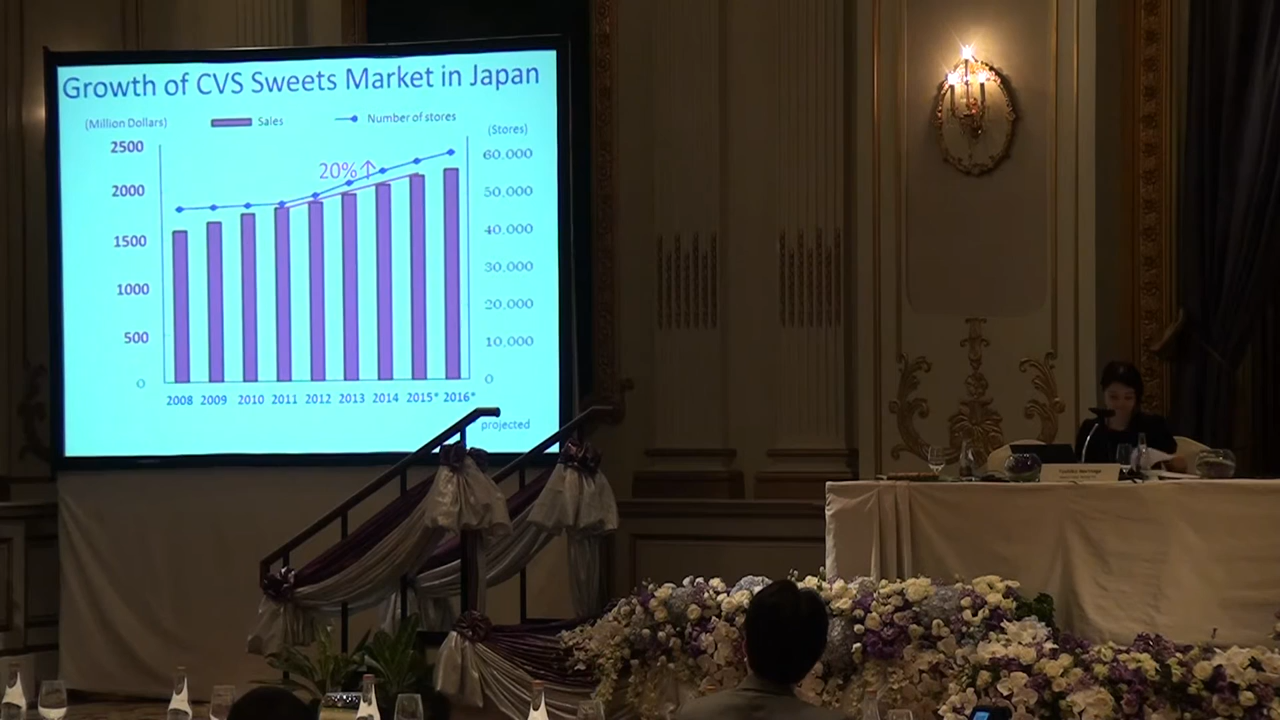 Growth of CVS Sweets Market in Japan
(Million Dollars)
Sales
Number of stores
(Stores)
2500
2000
1500
1000
500
0
20%↑
60,000
50,000
40,000
30,000
20,000
10,000
0
2008 2009 2010 2011 2012 2013 2014 2015* 2016*
projected